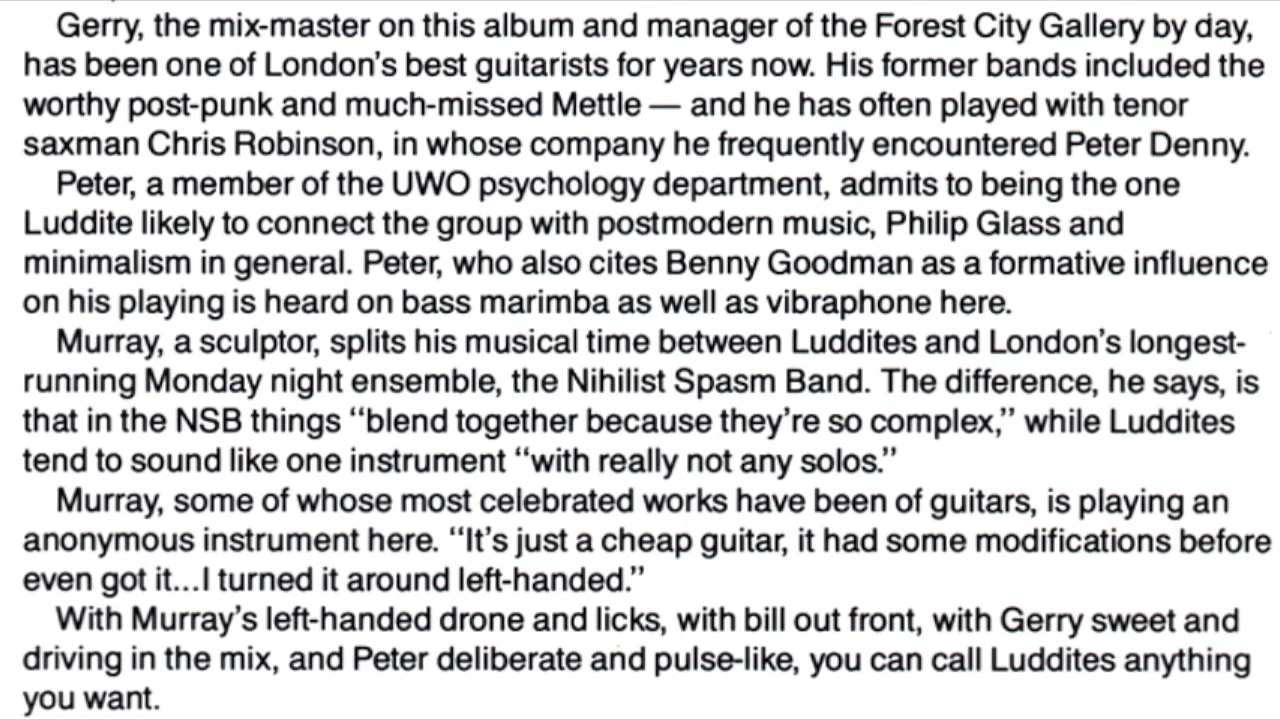 Gerry, the mix-master on this album and manager of the Forest City Gallery by day,
has been one of London's best guitarists for years now. His former bands included the
worthy post-punk and much-missed Mettle — and he has often played with tenor
saxman Chris Robinson, in whose company he frequently encountered Peter Denny.
Peter, a member of the UWO psychology department, admits to being the one
Luddite likely to connect the group with postmodern music, Philip Glass and
minimalism in general. Peter, who also cites Benny Goodman as a formative influence
on his playing is heard on bass marimba as well as vibraphone here.
Murray, a sculptor, splits his musical time between Luddites and London's longest-
running Monday night ensemble, the Nihilist Spasm Band. The difference, he says, is
that in the NSB things “blend together because they're so complex,” while Luddites
tend to sound like one instrument “with really not any solos.”
Murray, some of whose most celebrated works have been of guitars, is playing an
anonymous instrument here. “It's just a cheap guitar, it had some modifications before
even got it...I turned it around left-handed.”
With Murray's left-handed drone and licks, with bill out front, with Gerry sweet and
driving in the mix, and Peter deliberate and pulse-like, you can call Luddites anything
you want.